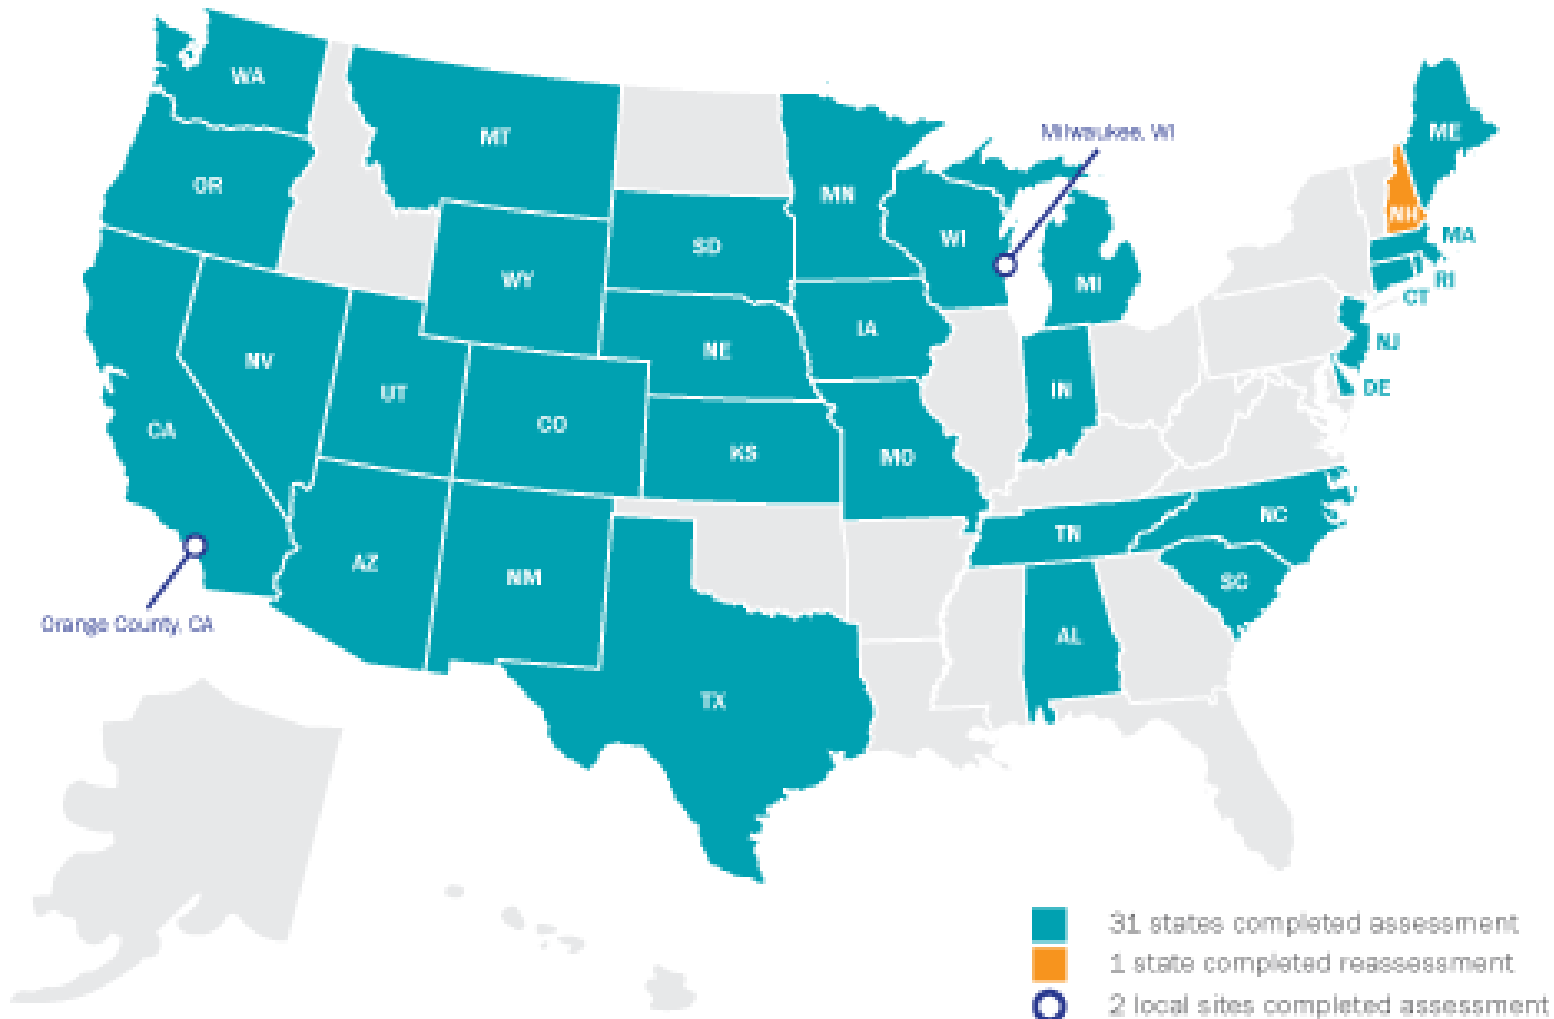 WA
MT
ME
Milwaukee, WI
OR
MN
NH
SD
WI
MA
WY
MI
RI
CT
IA
NJ
NV
NE
UT
IN
DE
CO
CA
KS
MO
NC
TN
AZ
NM
SC
Orange County, CA
AL
TX
31 states completed assessment
1 state completed reassessment
2 local sites completed assessment